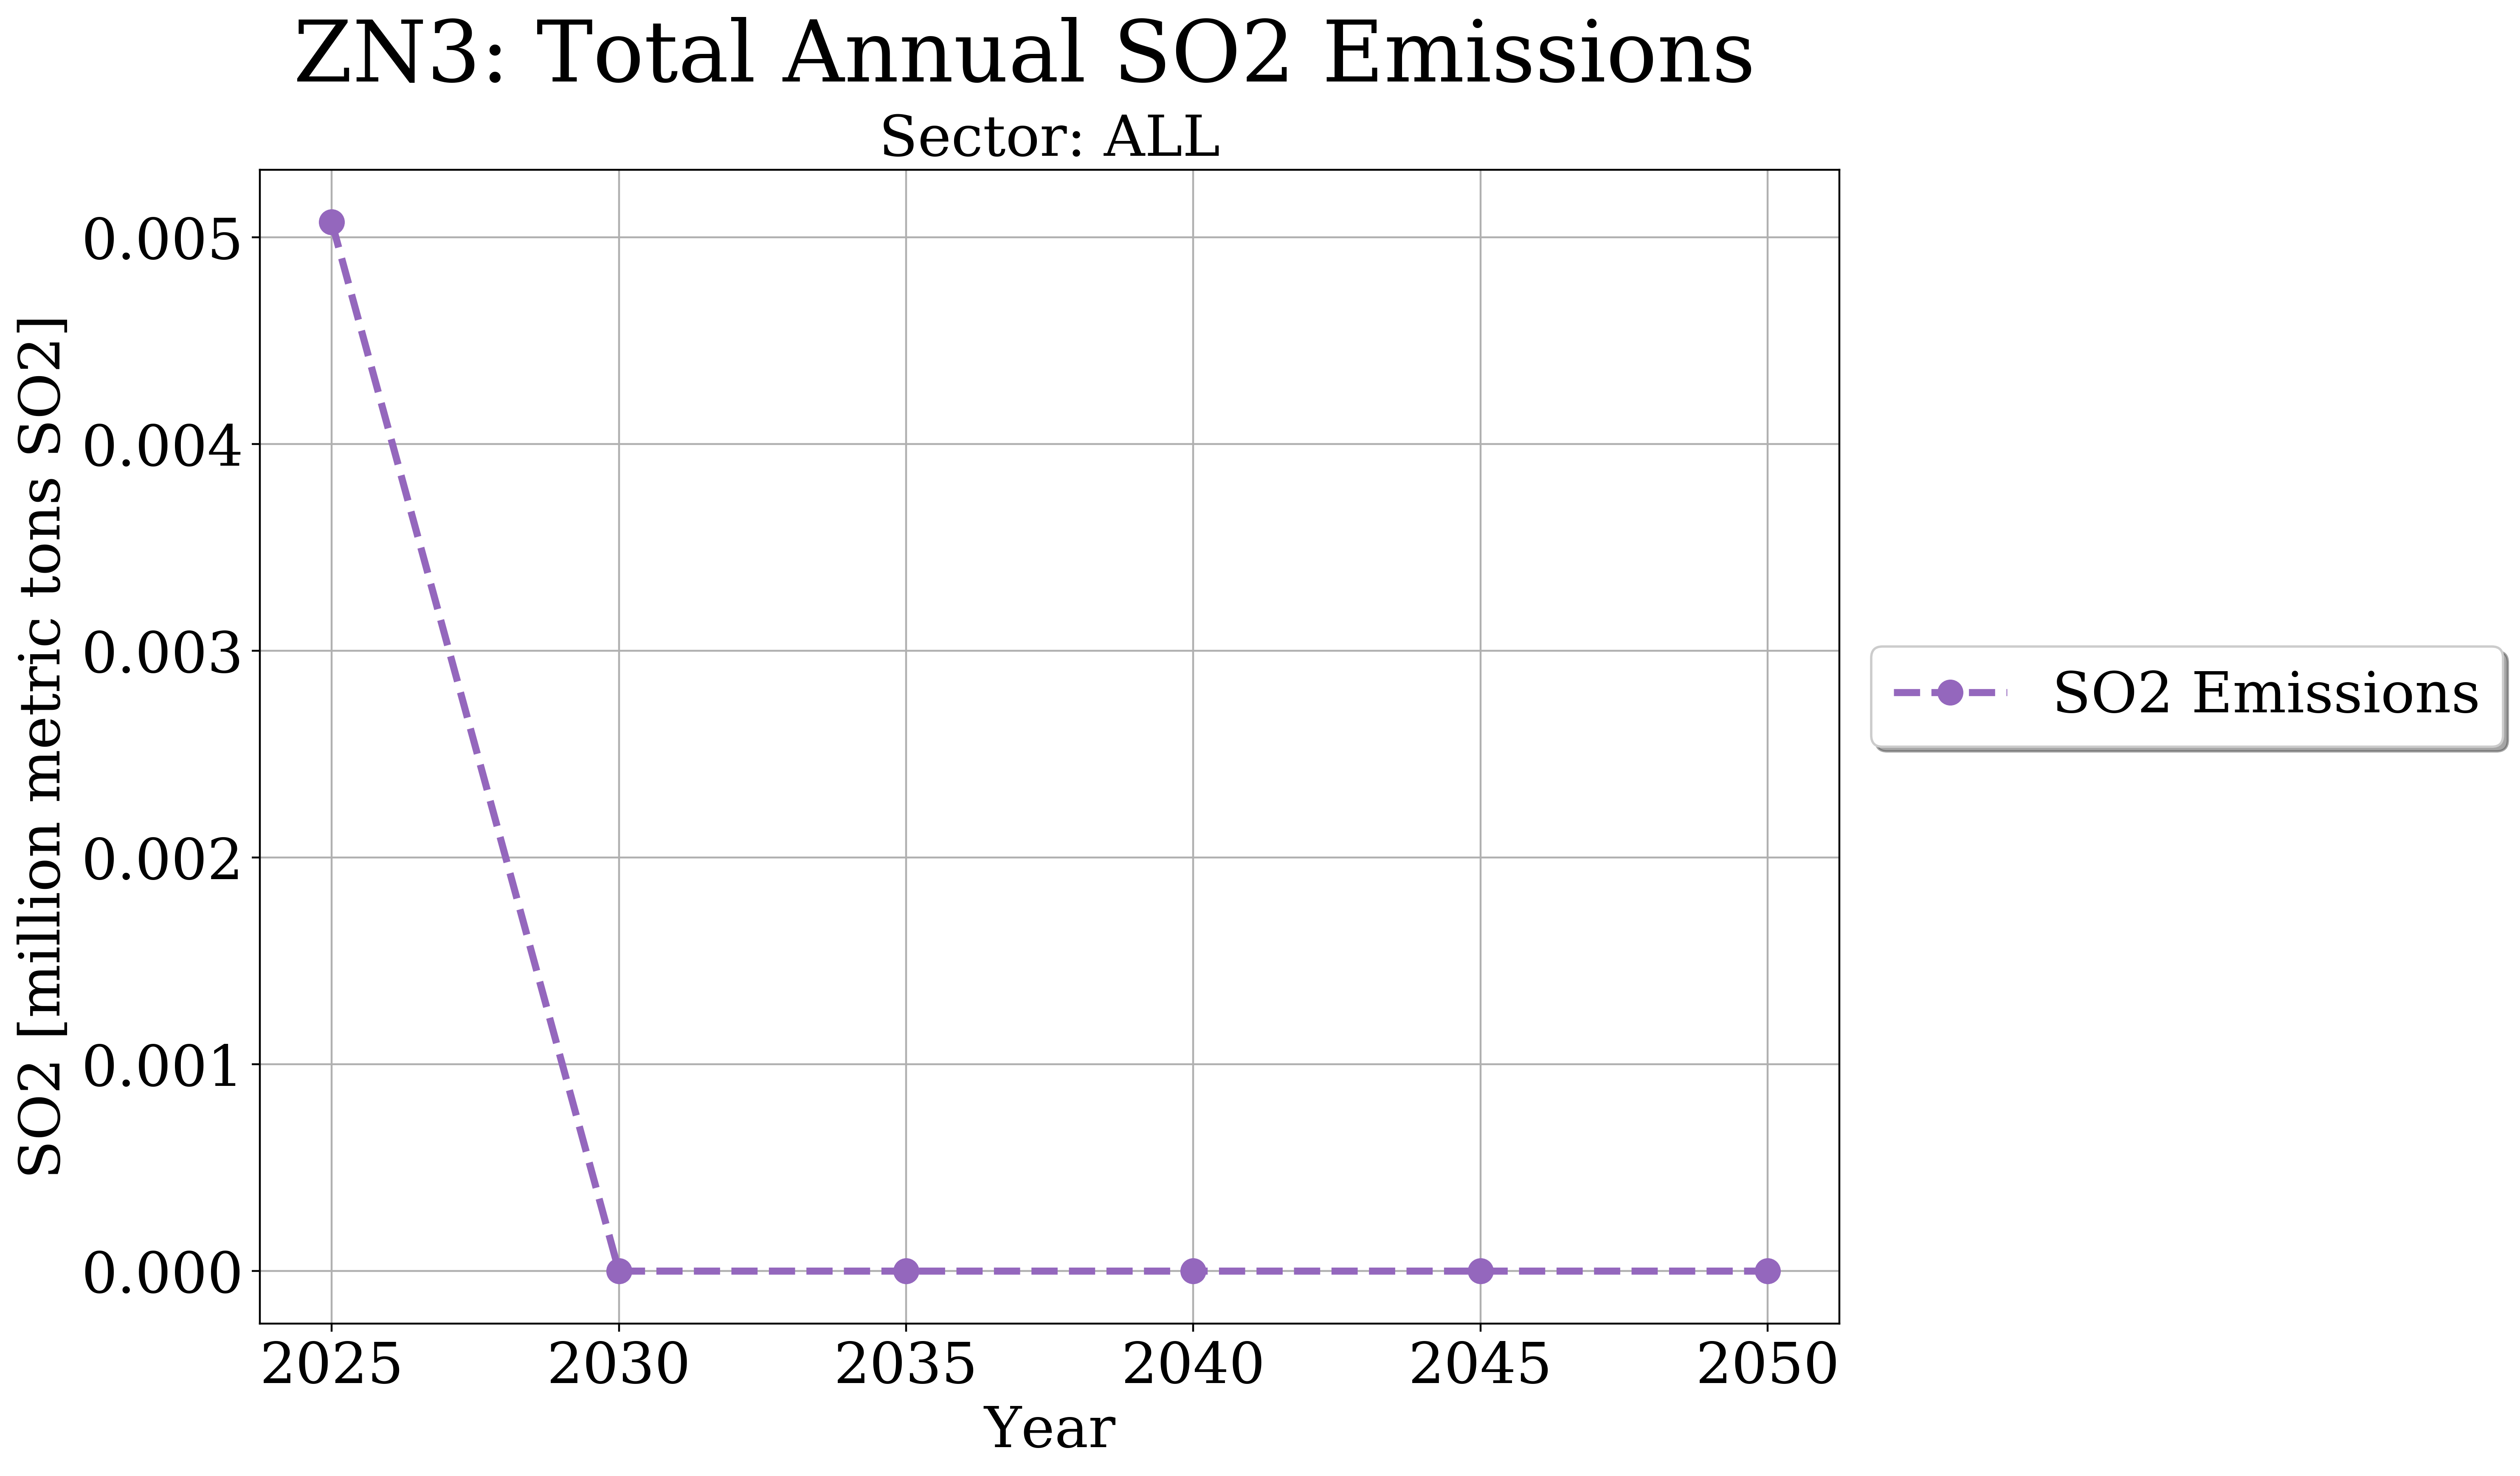 ZN3: Total Annual SO2 Emissions
Sector: ALL
SO2 [million metric tons SO2]
0.005
0.004
0.003
0.002
0.001
0.000
2025 2030 2035 2040 2045 2050
Year
SO2 Emissions